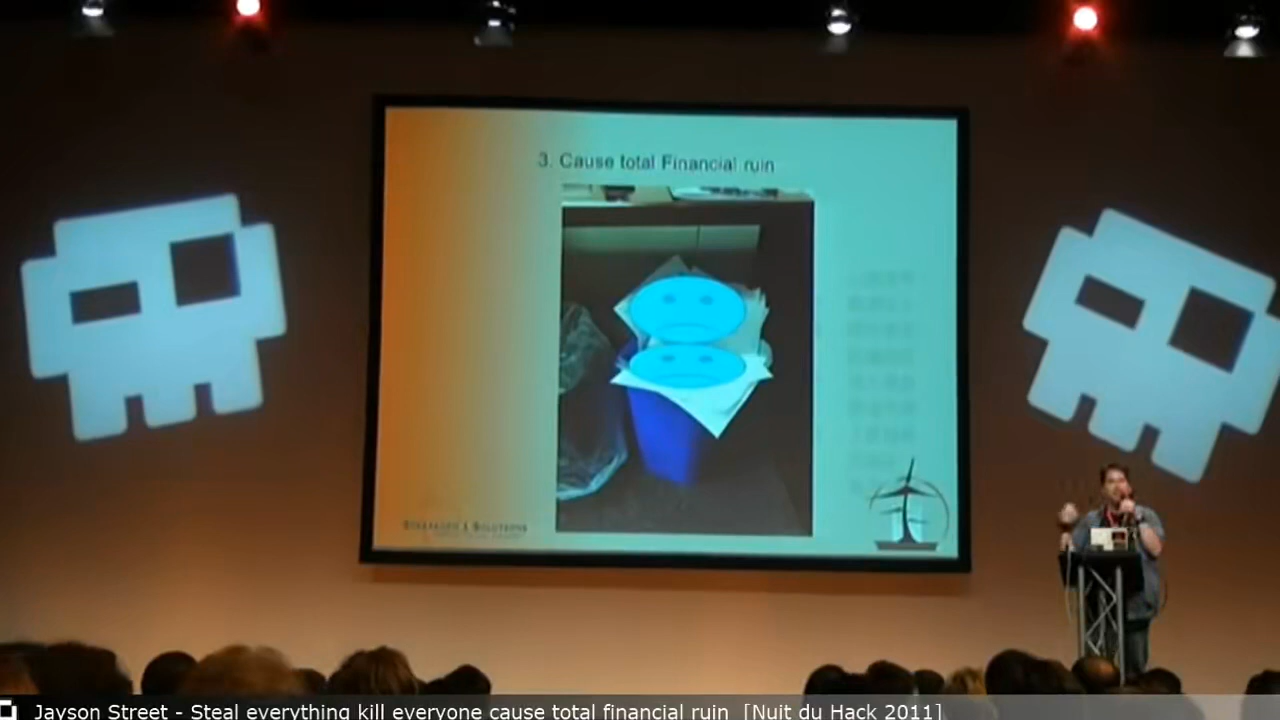 3. Cause total Financial ruin
Jayson Street - Steal everything kill everyone cause total financial ruin [Nuit du Hack 2011]